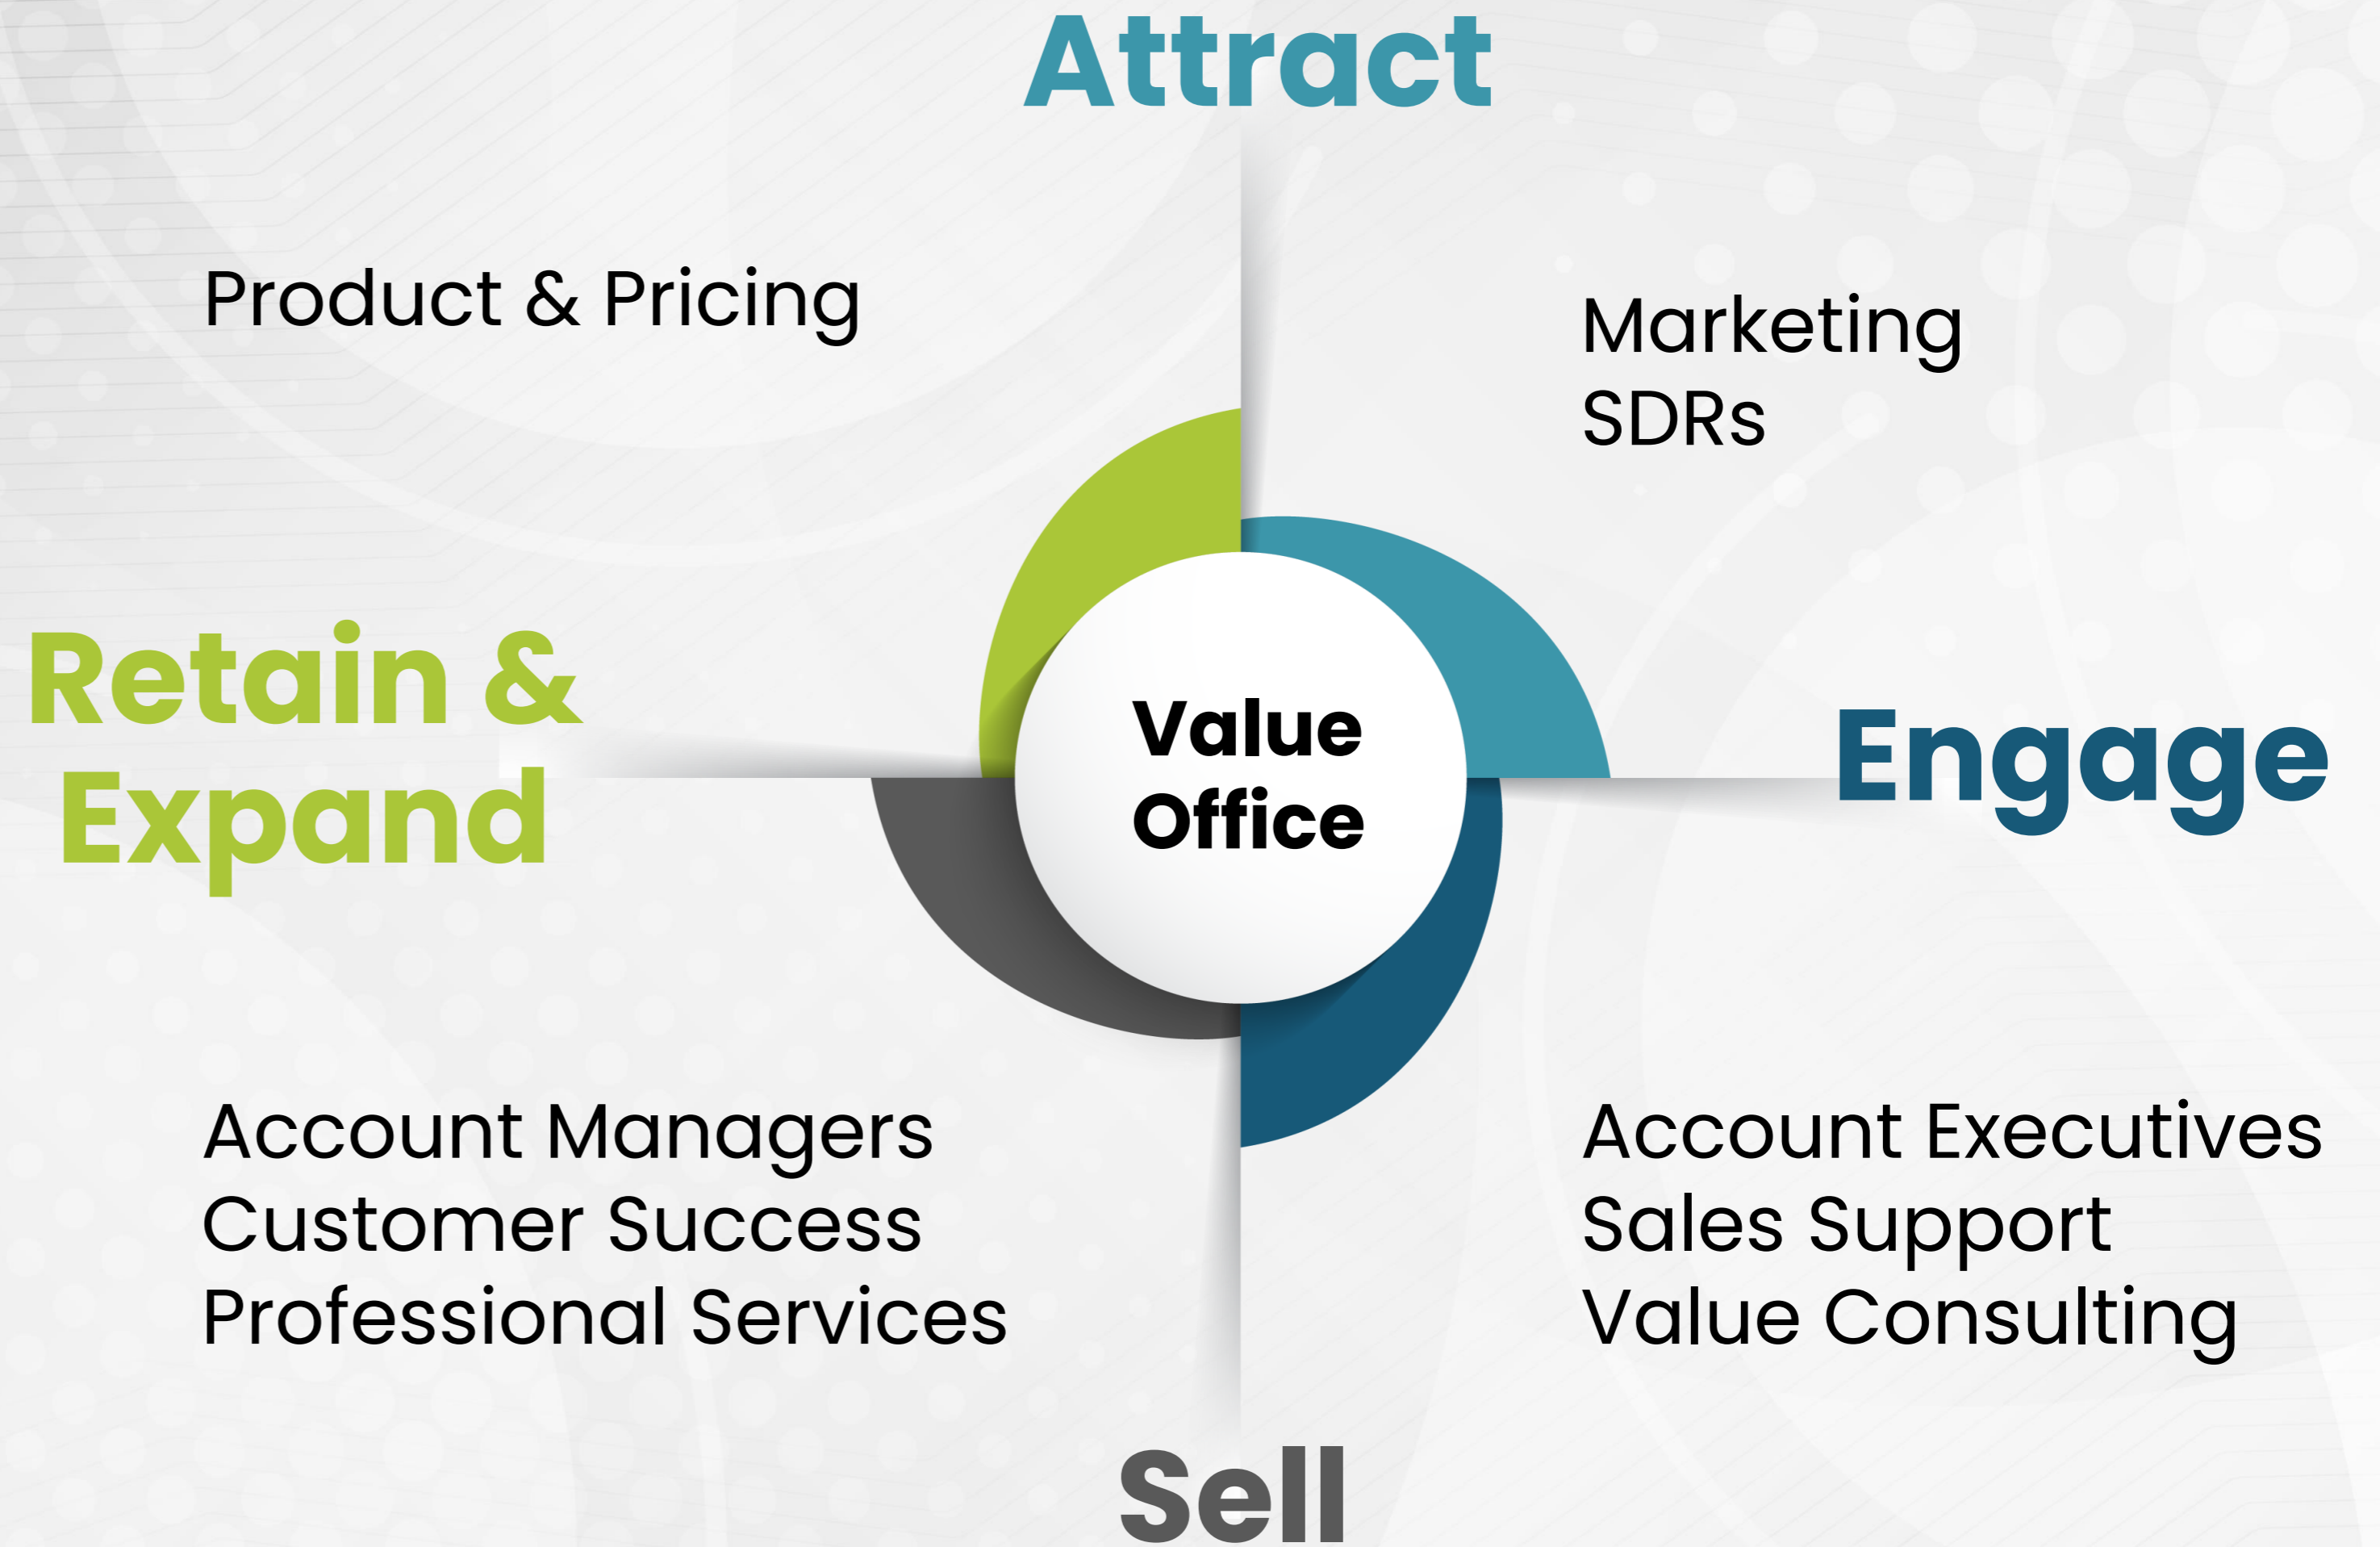 Attract
Product & Pricing
Marketing
SDRs
Retain &
Expand
Value
Office
Engage
Account Managers
Customer Success
Professional Services
Account Executives
Sales Support
Value Consulting
Sell